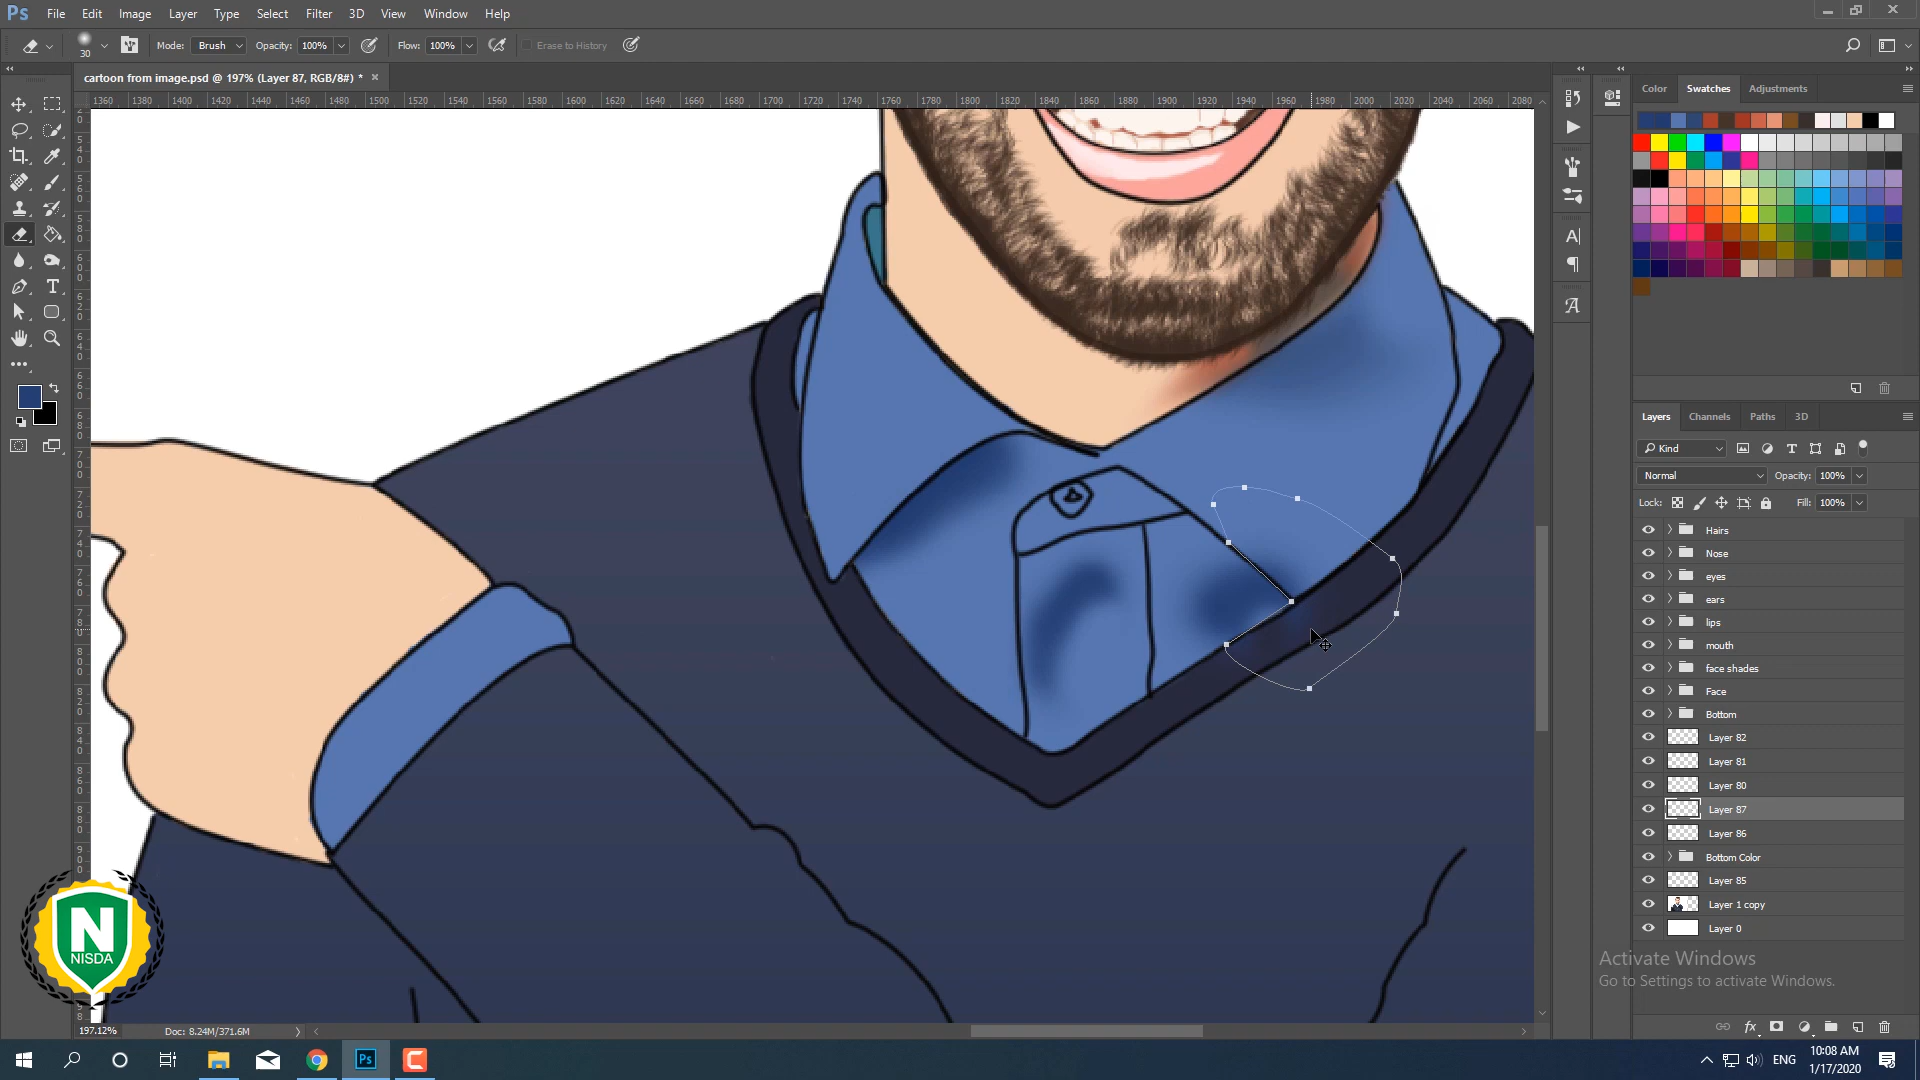 Ps File Edit Image Layer Type Select Filter 3D View Window Help
30 Mode: Brush Opacity: 100% Flow: 100% Erase to History
cartoon from image.psd @ 197% (Layer 87, RGB/8#) * ×
1360 1380 1400 1420 1440 1460 1480 1500 1520 1540 1560 1580 1600 1620 1640 1660 1680 1700 1720 1740 1760 1780 1800 1820 1840 1860 1880 1900 1920 1940 1960 1980 2000 2020 2040 2060 2080
Color Swatches Adjustments
Layers Channels Paths 3D
Kind
Normal Opacity: 100%
Lock: Fill: 100%
Hairs
Nose
eyes
ears
lips
mouth
face shades
Face
Bottom
Layer 82
Layer 81
Layer 80
Layer 87
Layer 86
Bottom Color
Layer 85
Layer 1 copy
Layer 0
N
NISDA
Activate Windows
Go to Settings to activate Windows.
197.12% Doc: 8.24M/371.6M
fx
Ps
ENG
10:08 AM
1/17/2020